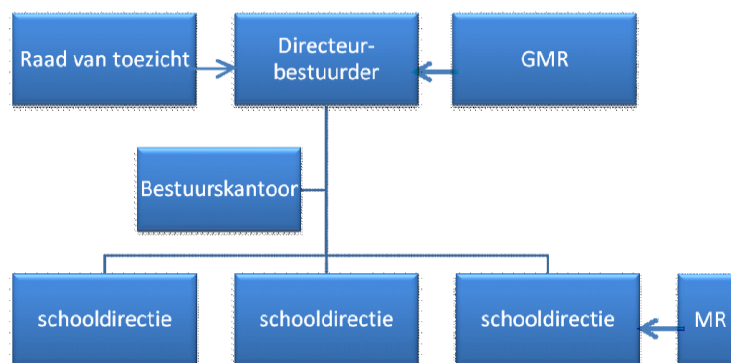 Raad van toezicht
Directeur-
bestuurder
GMR
Bestuurskantoor
schooldirectie
schooldirectie
schooldirectie
MR